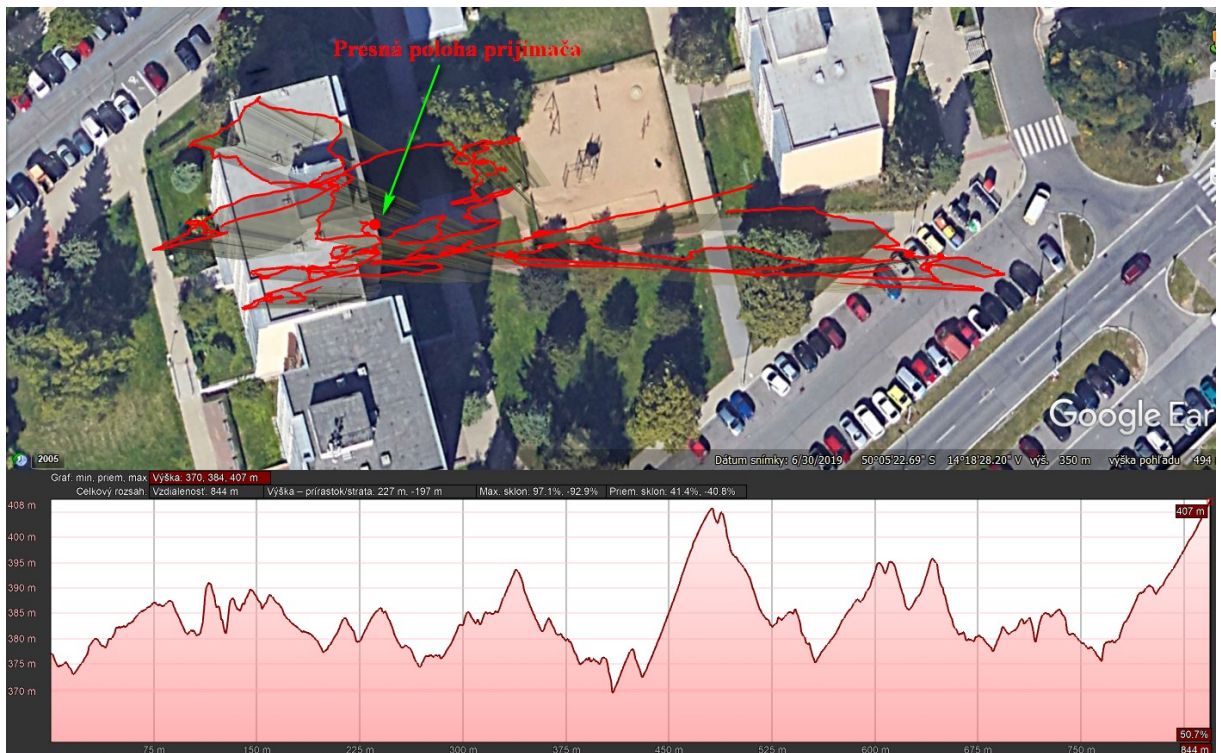 Presná poloha prijímača
Google Ear
2005
Dátum snímky: 6/30/2019 50°05'22.69" S 14°18'28.20" V výš. 350 m výška pohľadu 494
Graf: min, priem, max Výška: 370, 384, 407 m
Celkový rozsah: Vzdialenosť: 844 m Výška – prírastok/strata: 227 m, -197 m Max. sklon: 97.1%, -92.9% Priem. sklon: 41.4%, -40.8%
408 m
407 m
400 m
395 m
390 m
385 m
380 m
375 m
370 m
50.7%
75 m 150 m 225 m 300 m 375 m 450 m 525 m 600 m 675 m 750 m 844 m